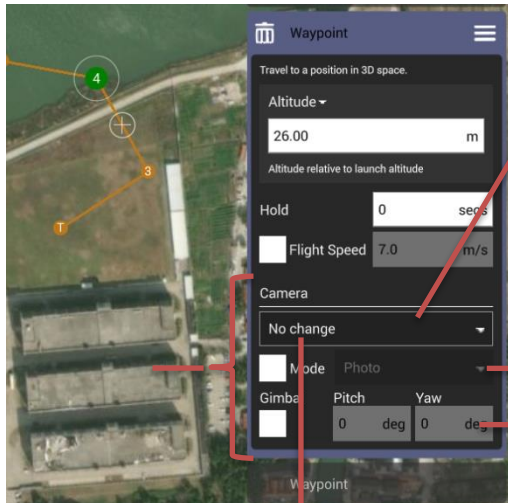 Waypoint
Travel to a position in 3D space.
Altitude
26.00 m
Altitude relative to launch altitude
Hold 0 secs
Flight Speed 7.0 m/s
Camera
No change
Mode Photo
Gimbal Pitch Yaw
0 deg 0 deg
Waypoint
4
3
T